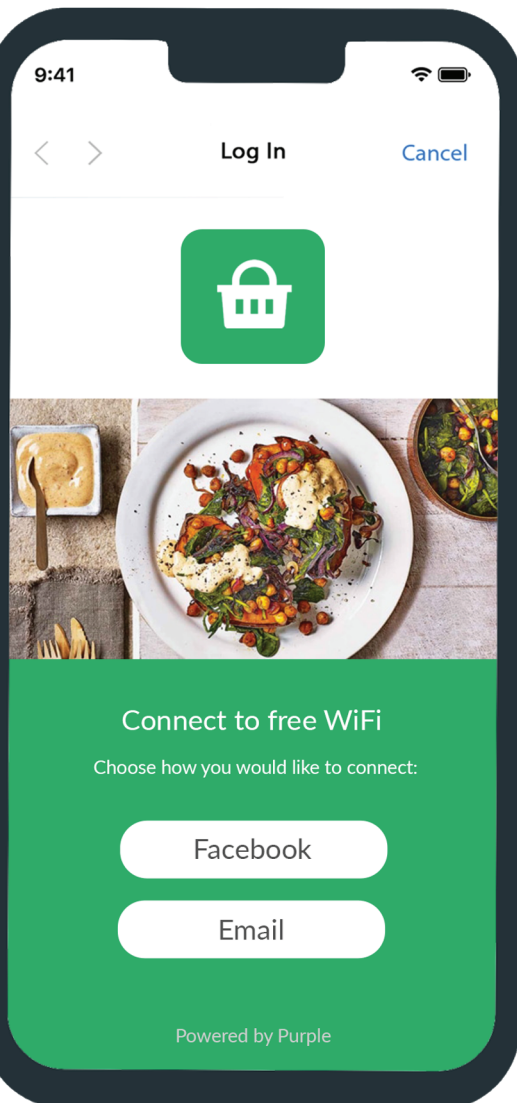 9:41
Log In
Cancel
Connect to free WiFi
Choose how you would like to connect:
Facebook
Email
Powered by Purple